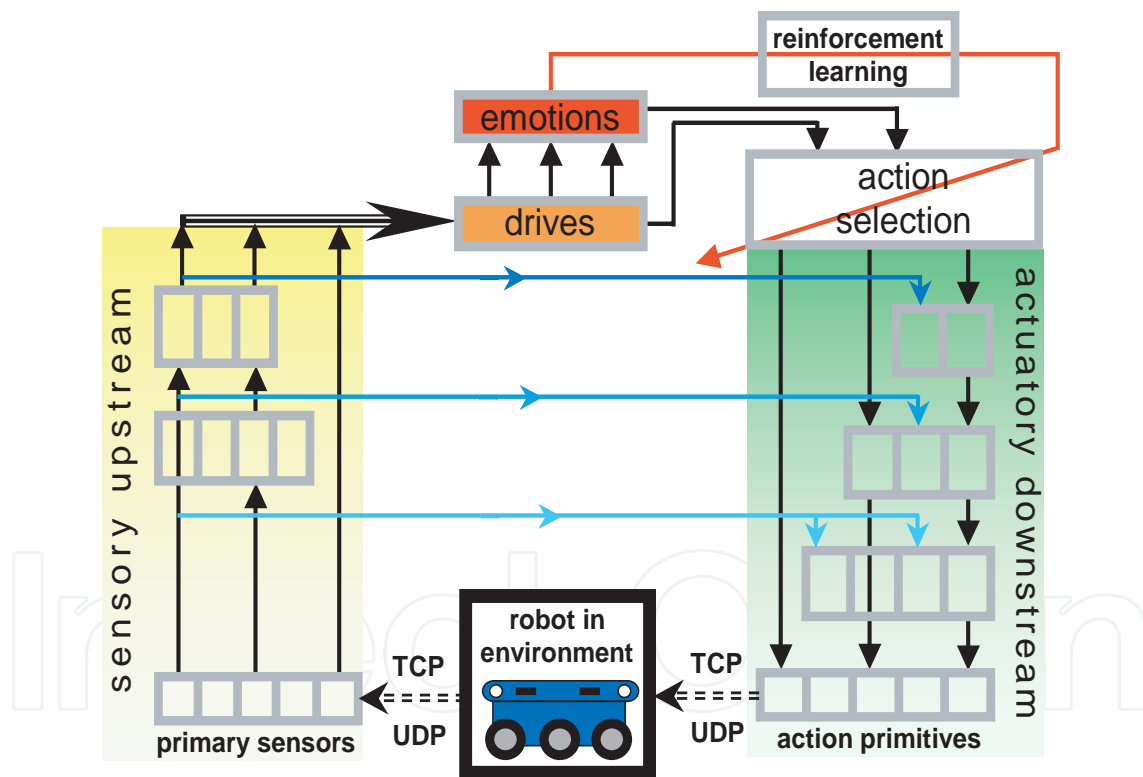 reinforcement
learning
emotions
drives
action
selection
sensory upstream
actuatory downstream
robot in
environment
TCP
UDP
TCP
UDP
primary sensors
action primitives